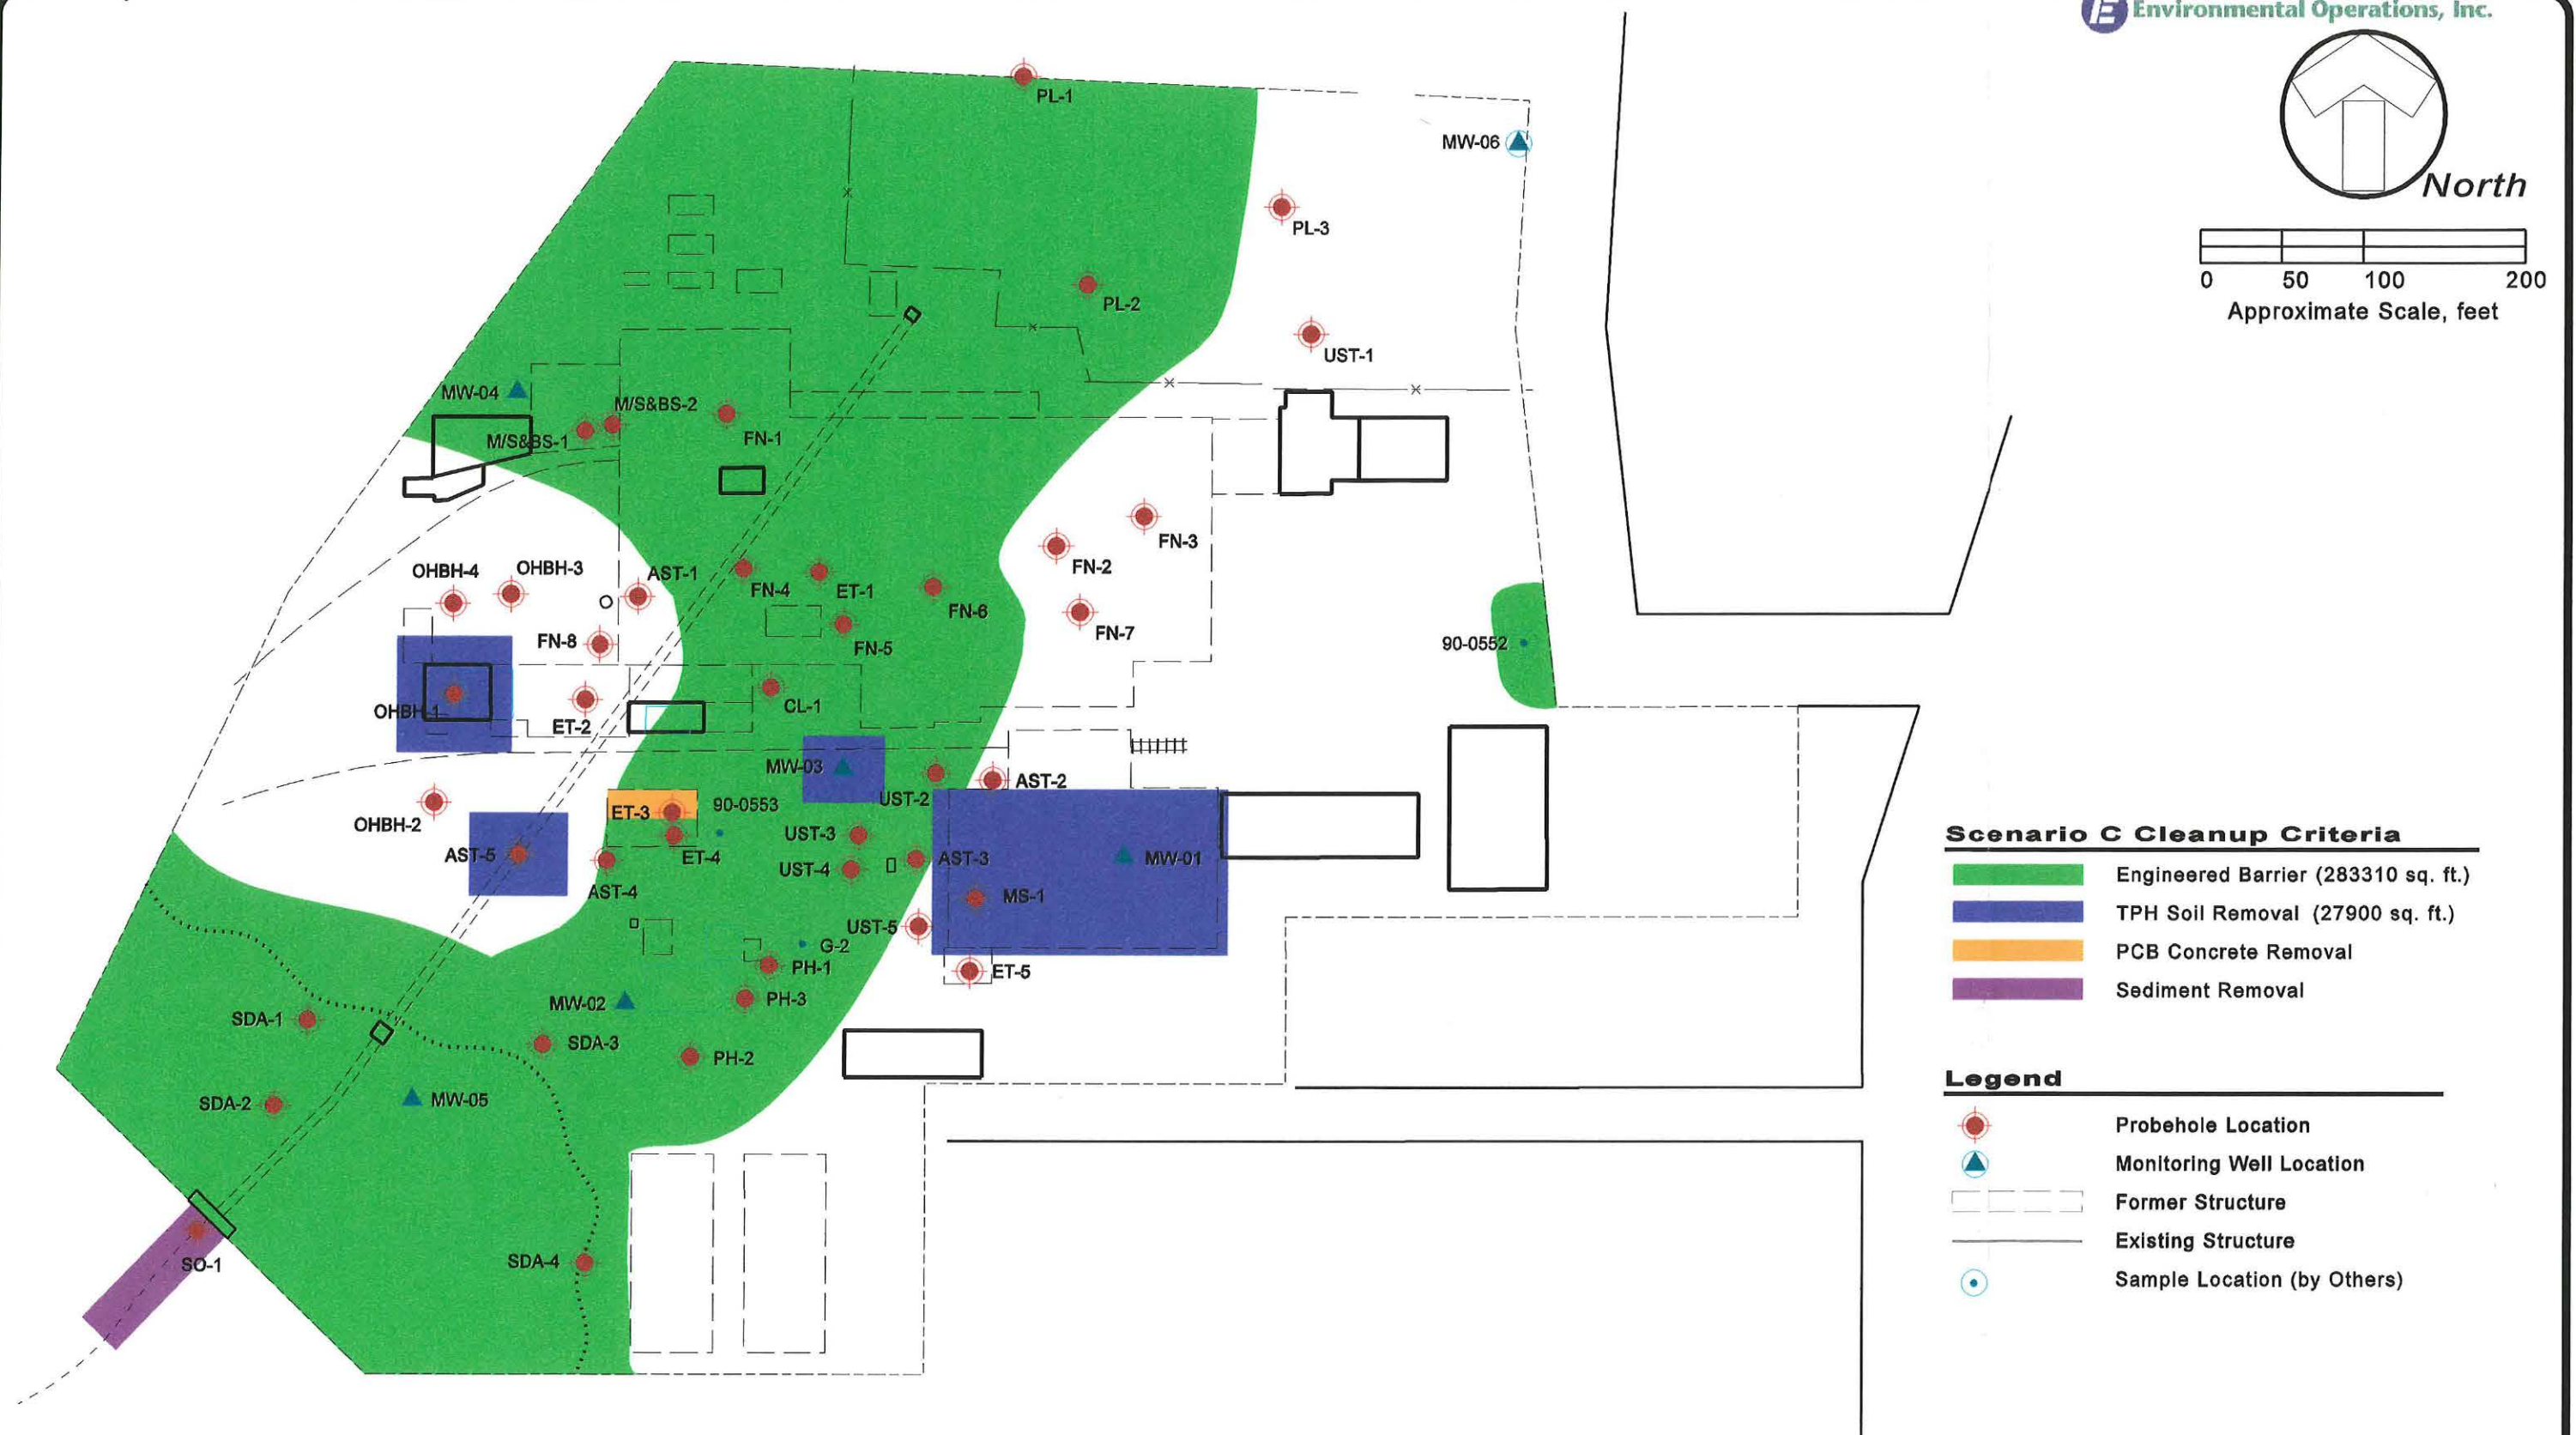 E Environmental Operations, Inc.
North
0 50 100 200
Approximate Scale, feet
PL-1
MW-06
PL-3
PL-2
UST-1
MW-04
M/S&BS-2
M/S&BS-1
FN-1
FN-3
FN-2
OHBH-4
OHBH-3
AST-1
FN-4
ET-1
FN-6
FN-7
FN-8
FN-5
90-0552
OHBH-1
ET-2
CL-1
MW-03
AST-2
UST-2
ET-3
90-0553
OHBH-2
UST-3
AST-5
ET-4
UST-4
AST-3
MW-01
AST-4
MS-1
UST-5
G-2
PH-1
ET-5
MW-02
PH-3
SDA-1
SDA-3
PH-2
SDA-2
MW-05
SO-1
SDA-4
Scenario C Cleanup Criteria
Engineered Barrier (283310 sq. ft.)
TPH Soil Removal (27900 sq. ft.)
PCB Concrete Removal
Sediment Removal
Legend
Probehole Location
Monitoring Well Location
Former Structure
Existing Structure
Sample Location (by Others)